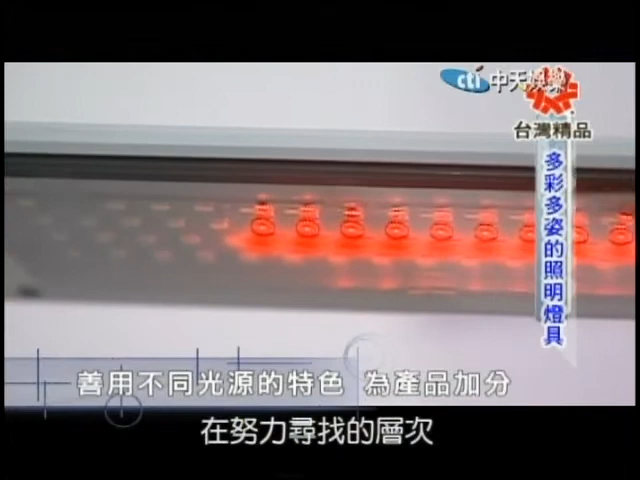 cti 中天娛樂
台灣精品
多彩多姿的照明燈具
善用不同光源的特色 為產品加分
在努力尋找的層次